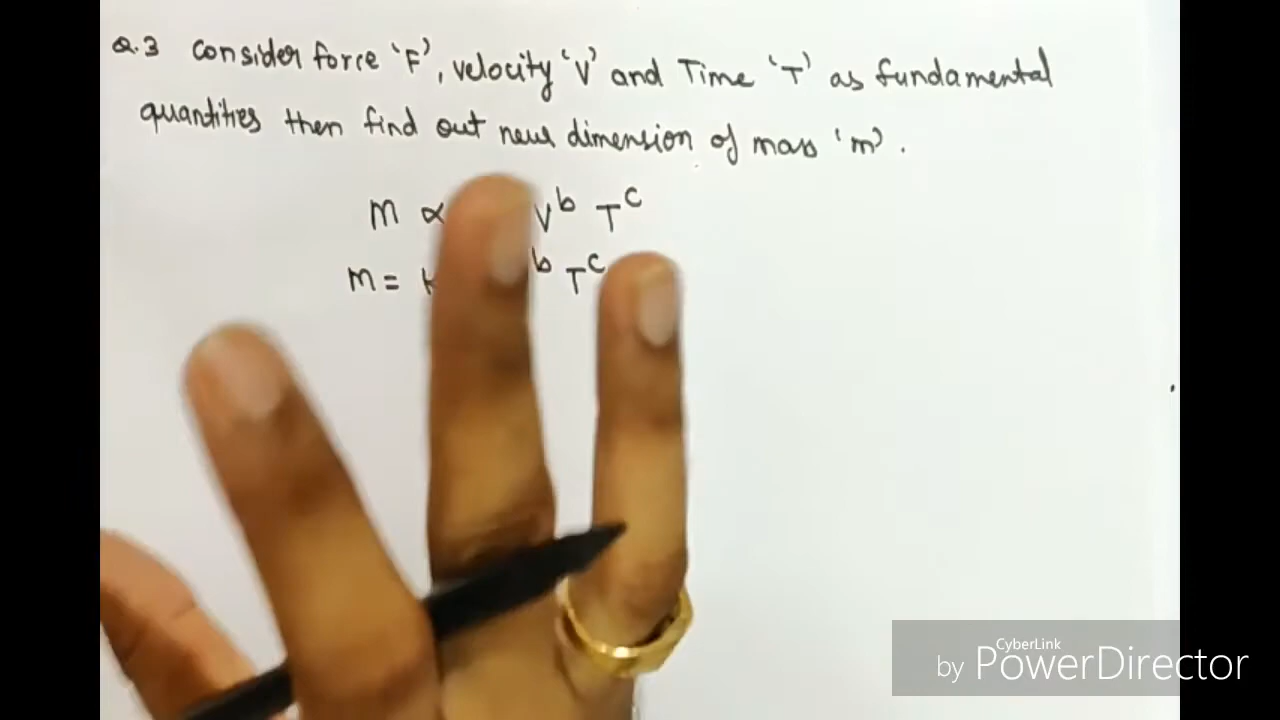 Q.3 Consider force 'F', velocity 'V' and Time 'T' as fundamental
quantities then find out new dimension of mass 'm'.
m ∝ V^b T^c
m = b T^c
CyberLink
by PowerDirector